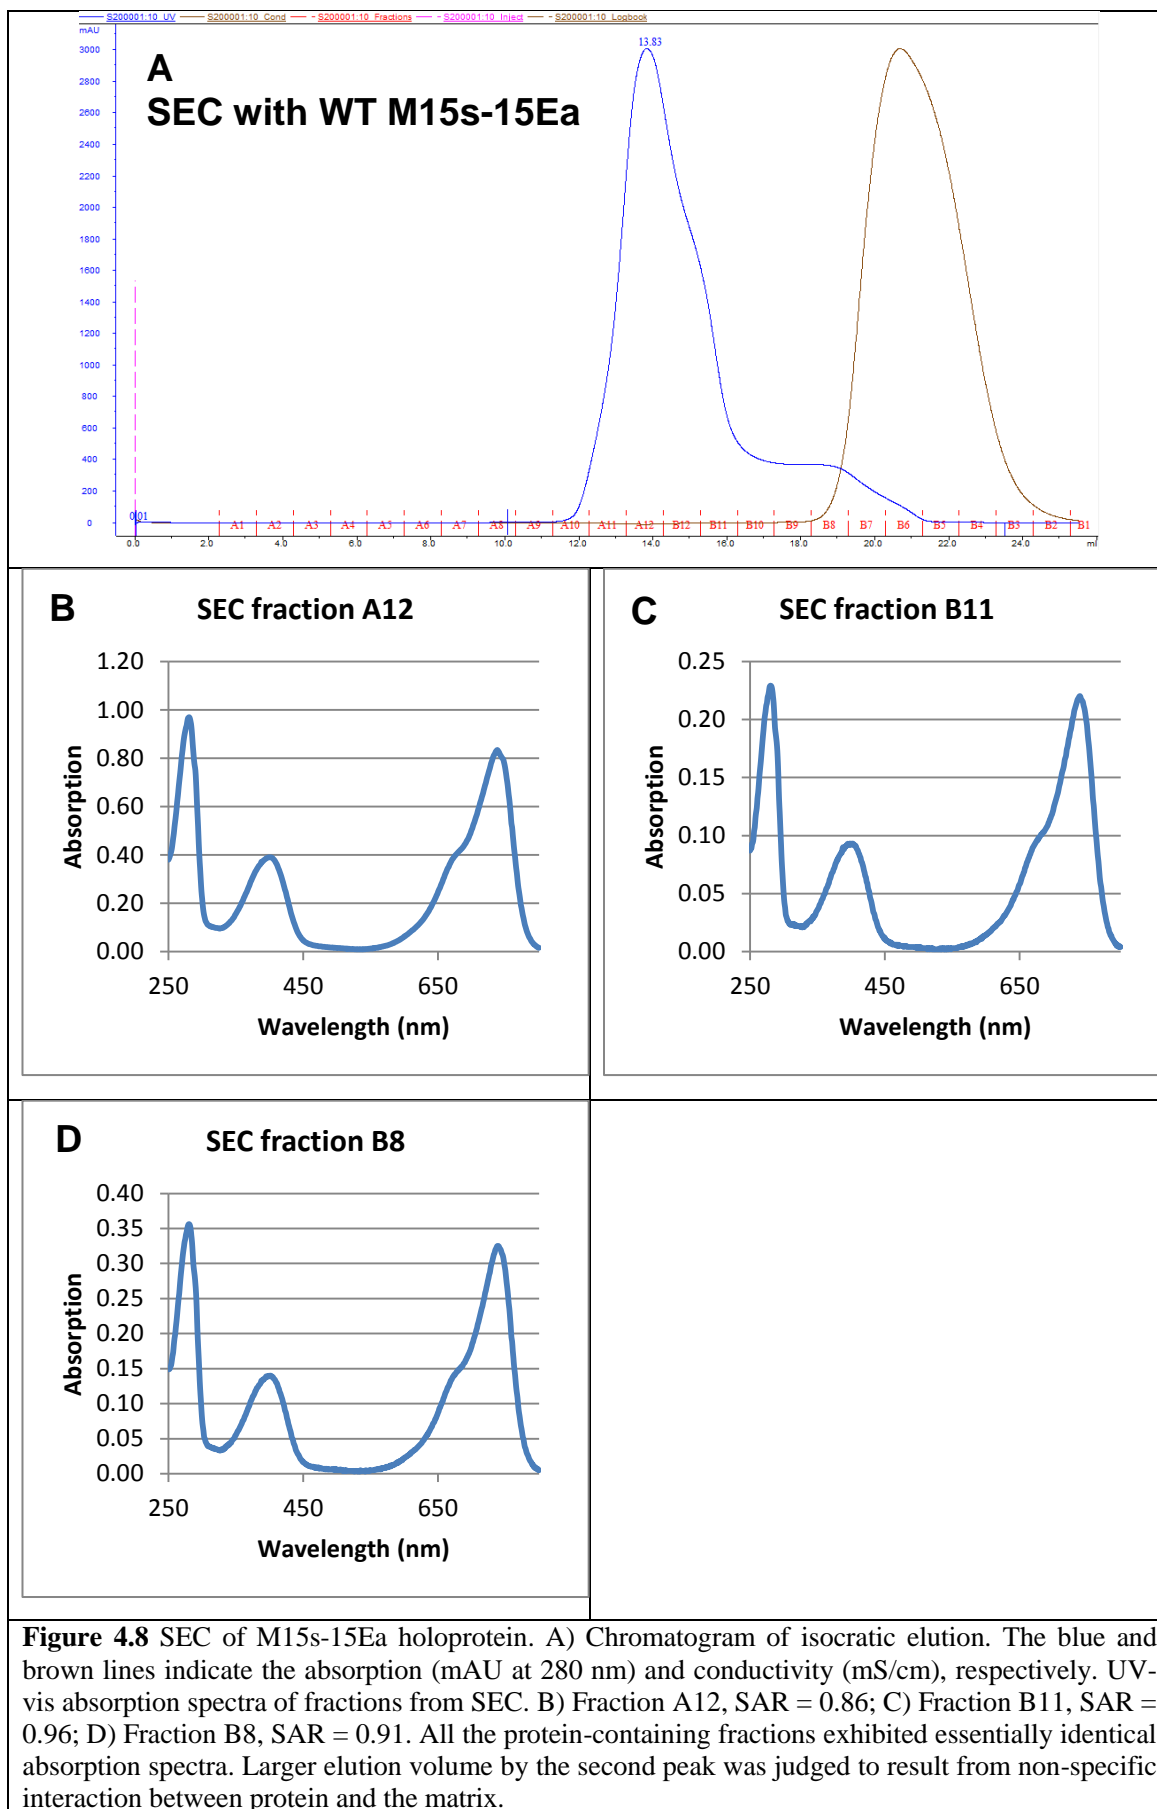 S200001:10_UV S200001:10_Cond S200001:10_Fractions S200001:10_Inject S200001:10_Logbook
mAU
A
SEC with WT M15s-15Ea
13.83
3000
2800
2600
2400
2200
2000
1800
1600
1400
1200
1000
800
600
400
200
0
0.01
A1 A2 A3 A4 A5 A6 A7 A8 A9 A10 A11 A12 B12 B11 B10 B9 B8 B7 B6 B5 B4 B3 B2 B1
0.0 2.0 4.0 6.0 8.0 10.0 12.0 14.0 16.0 18.0 20.0 22.0 24.0 ml
B
SEC fraction A12
1.20
1.00
0.80
0.60
0.40
0.20
0.00
Absorption
250 450 650
Wavelength (nm)
C
SEC fraction B11
0.25
0.20
0.15
0.10
0.05
0.00
Absorption
250 450 650
Wavelength (nm)
D
SEC fraction B8
0.40
0.35
0.30
0.25
0.20
0.15
0.10
0.05
0.00
Absorption
250 450 650
Wavelength (nm)
Figure 4.8 SEC of M15s-15Ea holoprotein. A) Chromatogram of isocratic elution. The blue and
brown lines indicate the absorption (mAU at 280 nm) and conductivity (mS/cm), respectively. UV-
vis absorption spectra of fractions from SEC. B) Fraction A12, SAR = 0.86; C) Fraction B11, SAR =
0.96; D) Fraction B8, SAR = 0.91. All the protein-containing fractions exhibited essentially identical
absorption spectra. Larger elution volume by the second peak was judged to result from non-specific
interaction between protein and the matrix.